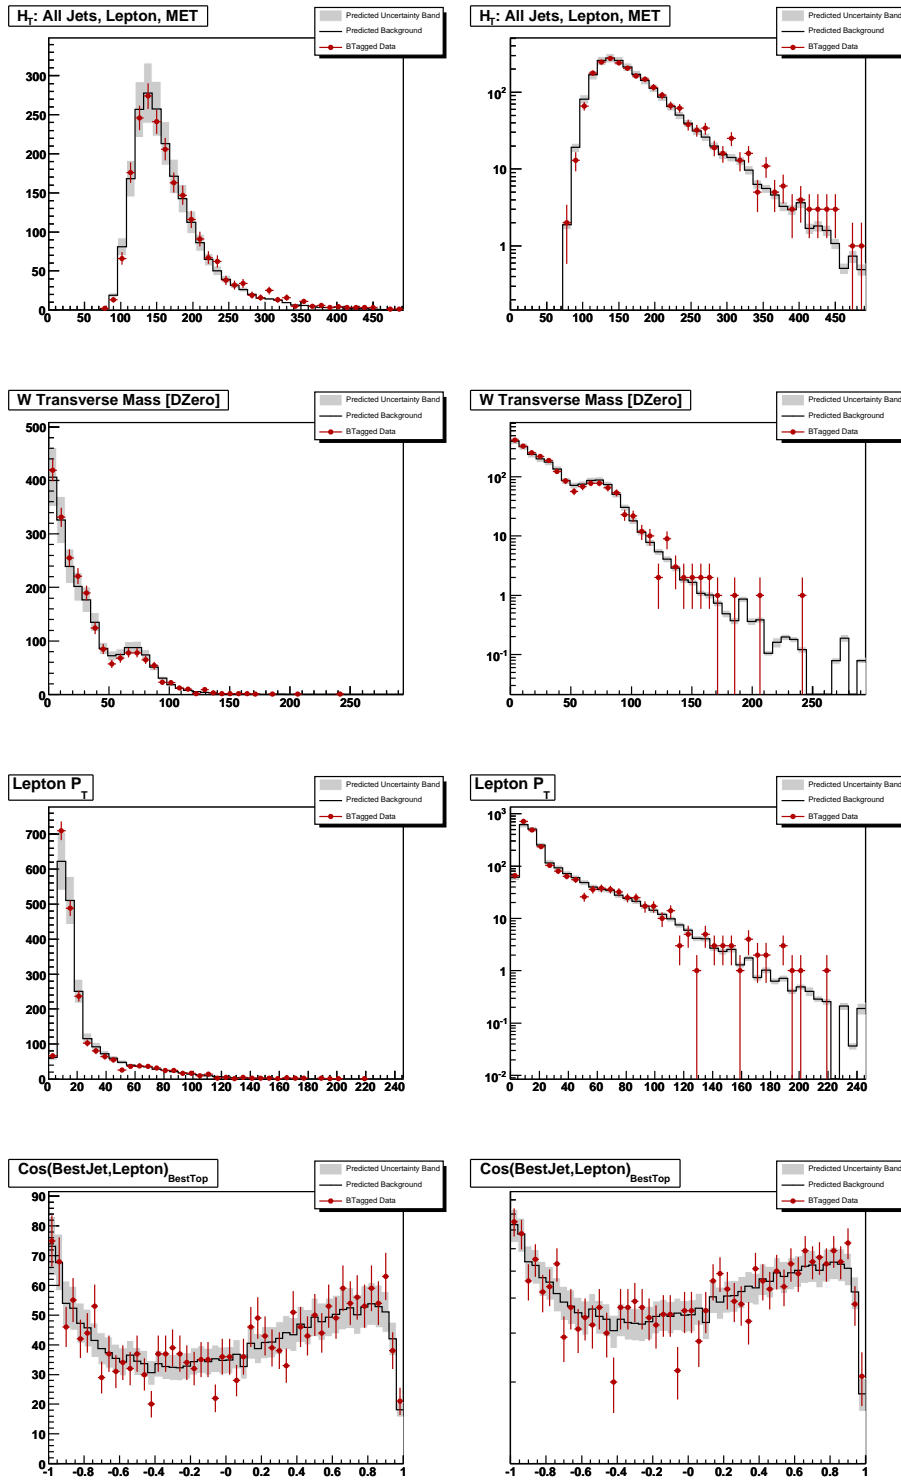 H_T: All Jets, Lepton, MET
Predicted Uncertainty Band
Predicted Background
BTagged Data
300
250
200
150
100
50
0
0 50 100 150 200 250 300 350 400 450
H_T: All Jets, Lepton, MET
Predicted Uncertainty Band
Predicted Background
BTagged Data
10^2
10
1
0 50 100 150 200 250 300 350 400 450
W Transverse Mass [DZero]
Predicted Uncertainty Band
Predicted Background
BTagged Data
500
400
300
200
100
0
0 50 100 150 200 250
W Transverse Mass [DZero]
Predicted Uncertainty Band
Predicted Background
BTagged Data
10^2
10
1
10^-1
0 50 100 150 200 250
Lepton P_T
Predicted Uncertainty Band
Predicted Background
BTagged Data
700
600
500
400
300
200
100
0
0 20 40 60 80 100 120 140 160 180 200 220 240
Lepton P_T
Predicted Uncertainty Band
Predicted Background
BTagged Data
10^3
10^2
10
1
10^-1
10^-2
0 20 40 60 80 100 120 140 160 180 200 220 240
Cos(BestJet,Lepton)_BestTop
Predicted Uncertainty Band
Predicted Background
BTagged Data
90
80
70
60
50
40
30
20
10
0
-1 -0.8 -0.6 -0.4 -0.2 -0 0.2 0.4 0.6 0.8 1
Cos(BestJet,Lepton)_BestTop
Predicted Uncertainty Band
Predicted Background
BTagged Data
-1 -0.8 -0.6 -0.4 -0.2 -0 0.2 0.4 0.6 0.8 1